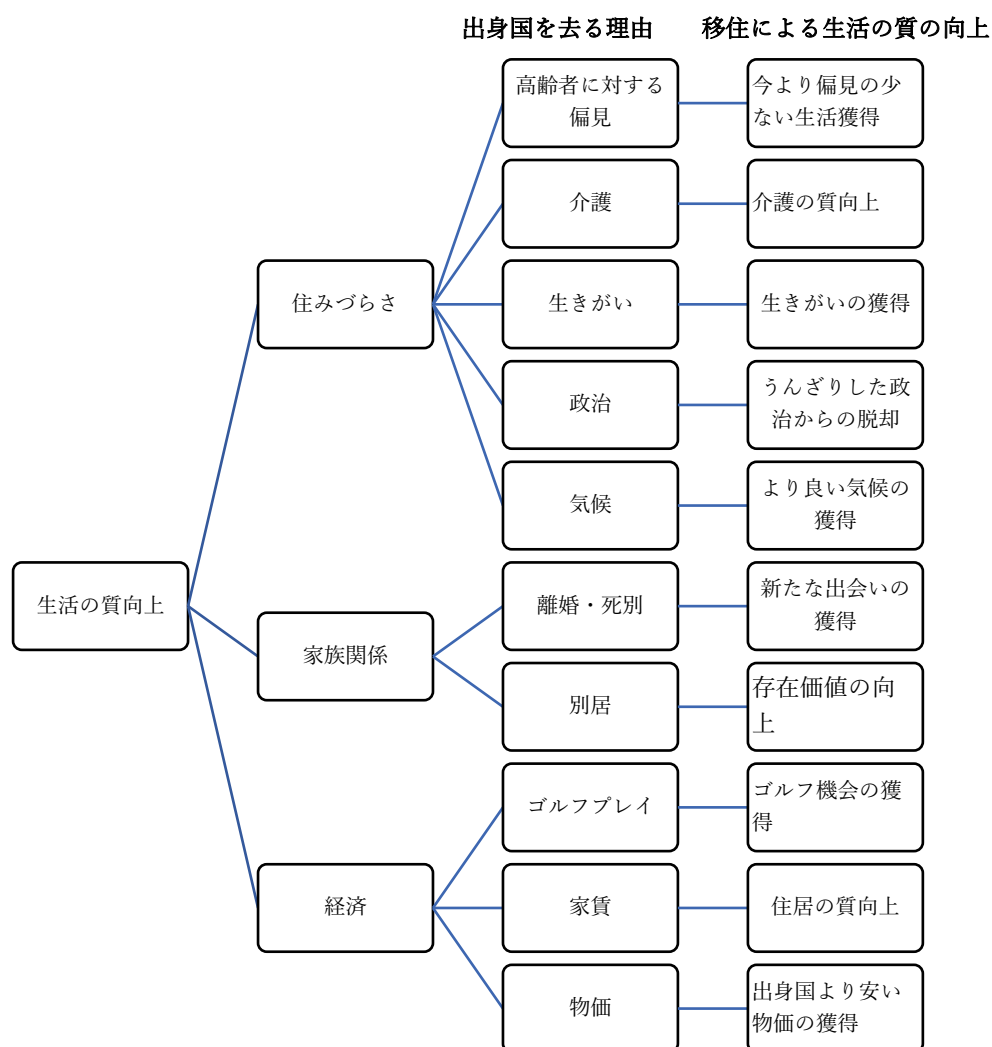 出身国を去る理由
移住による生活の質の向上
高齢者に対する
偏見
今より偏見の少
ない生活獲得
介護
介護の質向上
住みづらさ
生きがい
生きがいの獲得
政治
うんざりした政
治からの脱却
気候
より良い気候の
獲得
生活の質向上
家族関係
離婚・死別
新たな出会いの
獲得
別居
存在価値の向
上
経済
ゴルフプレイ
ゴルフ機会の獲
得
家賃
住居の質向上
物価
出身国より安い
物価の獲得